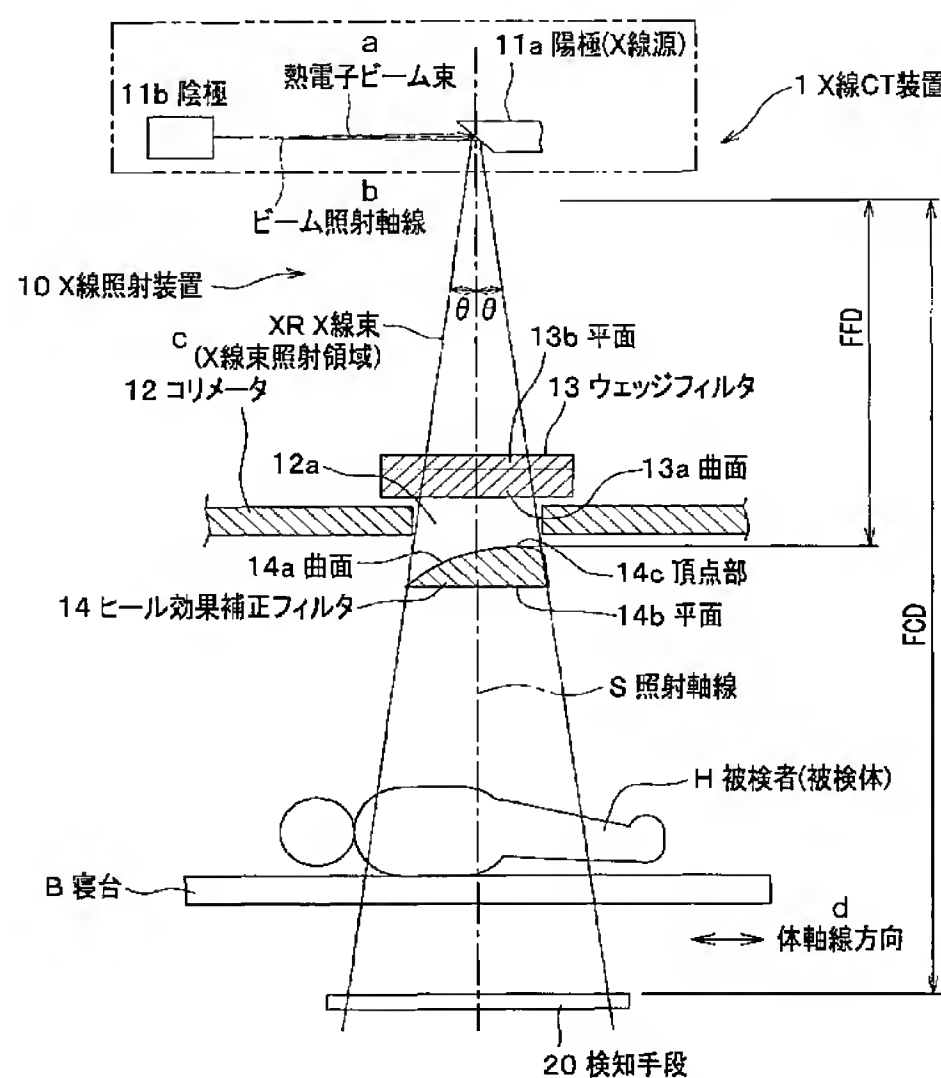 a
11a 陽極(X線源)
熱電子ビーム束
11b 陰極
1 X線CT装置
b
ビーム照射軸線
10 X線照射装置
θ θ
FFD
XR X線束
c
(X線束照射領域)
13b 平面
12 コリメータ
13 ウェッジフィルタ
12a
13a 曲面
14a 曲面
14c 頂点部
14 ヒール効果補正フィルタ
14b 平面
FCD
S 照射軸線
H 被検者(被検体)
B 寝台
d
体軸線方向
20 検知手段